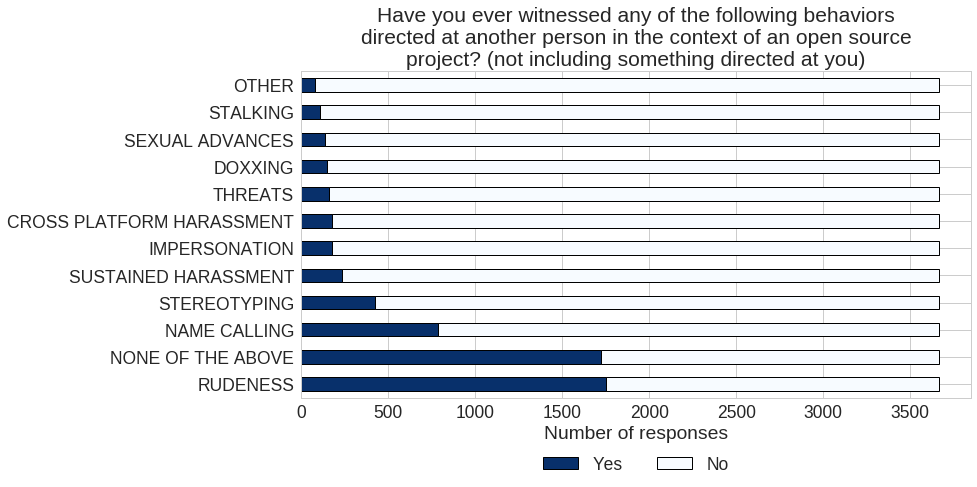 Have you ever witnessed any of the following behaviors
directed at another person in the context of an open source
project? (not including something directed at you)
OTHER
STALKING
SEXUAL ADVANCES
DOXXING
THREATS
CROSS PLATFORM HARASSMENT
IMPERSONATION
SUSTAINED HARASSMENT
STEREOTYPING
NAME CALLING
NONE OF THE ABOVE
RUDENESS
0 500 1000 1500 2000 2500 3000 3500
Number of responses
Yes No